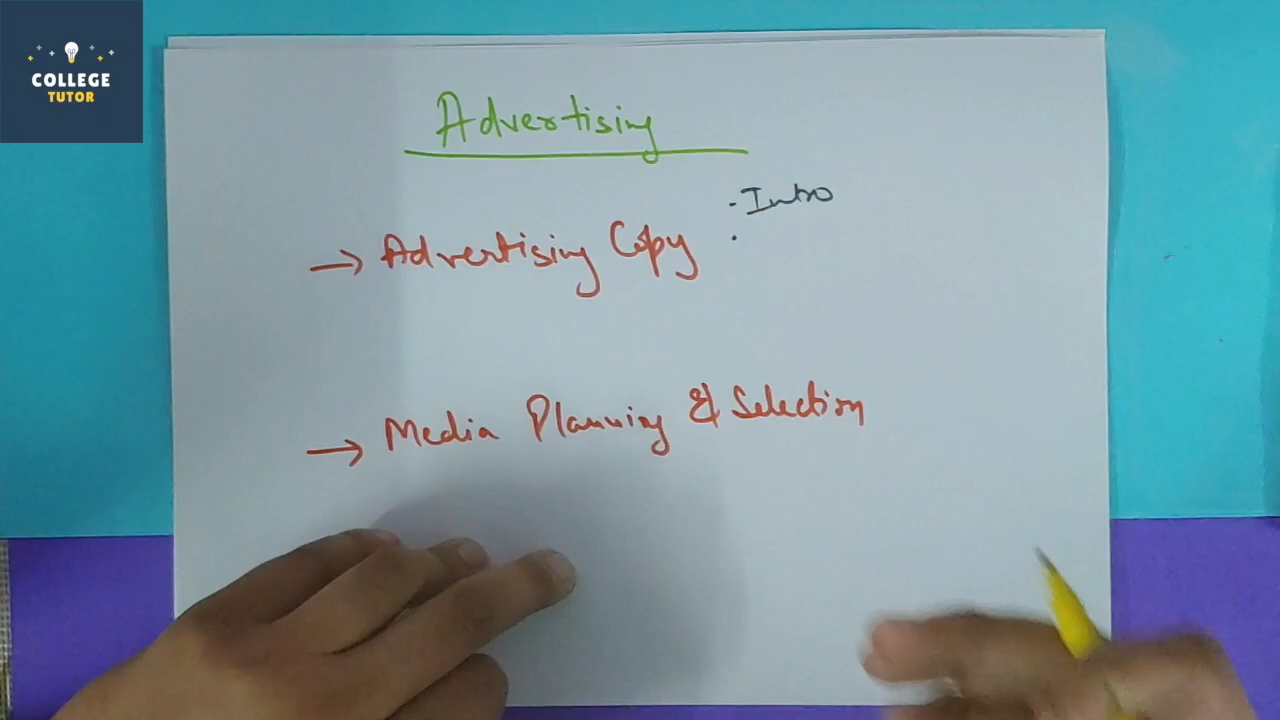 COLLEGE
TUTOR
Advertising
· Intro
→ Advertising Copy
·
→ Media Planning & Selection